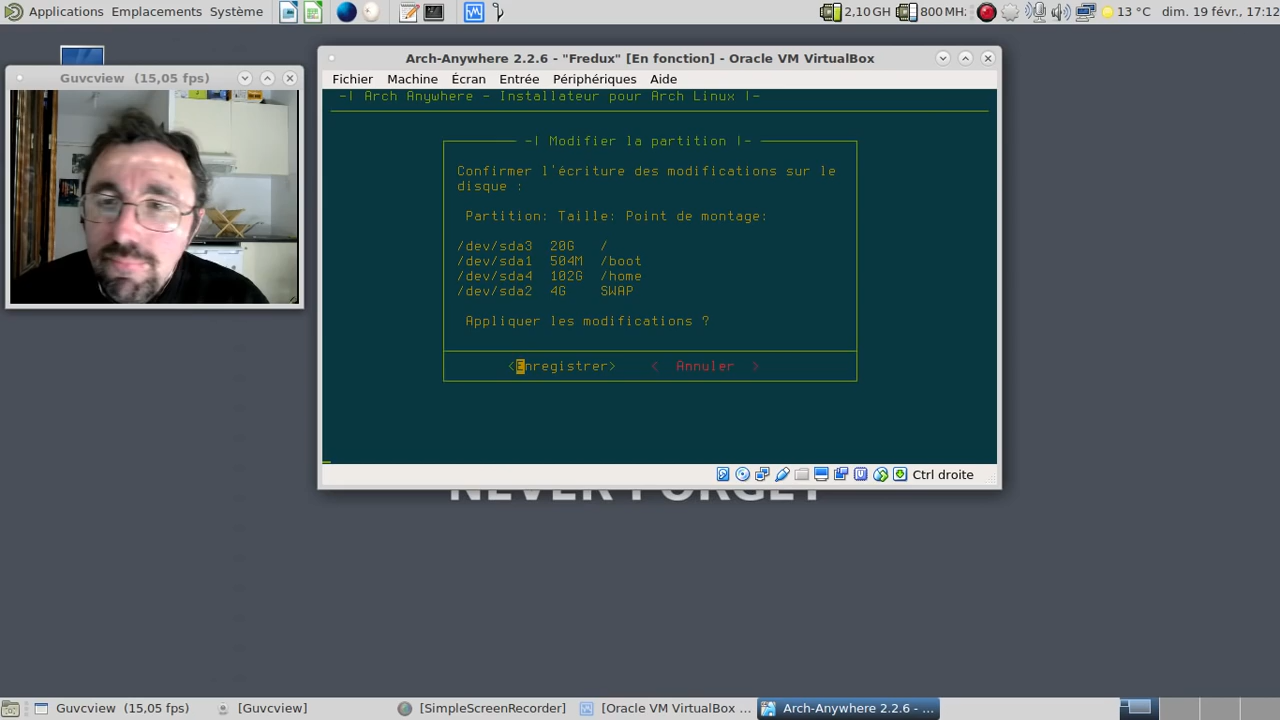 Applications Emplacements Système
2,10 GH 800 MH: 13 °C dim. 19 févr., 17:12
Guvcview (15,05 fps)
Arch-Anywhere 2.2.6 - "Fredux" [En fonction] - Oracle VM VirtualBox
Fichier Machine Écran Entrée Périphériques Aide
-| Arch Anywhere - Installateur pour Arch Linux |-
-| Modifier la partition |-
Confirmer l'écriture des modifications sur le
disque :
Partition: Taille: Point de montage:
/dev/sda3 20G /
/dev/sda1 504M /boot
/dev/sda4 102G /home
/dev/sda2 4G SWAP
Appliquer les modifications ?
<Enregistrer> < Annuler >
Ctrl droite
NEVER FORGET
Guvcview (15,05 fps) [Guvcview] [SimpleScreenRecorder] [Oracle VM VirtualBox ... Arch-Anywhere 2.2.6 - ...